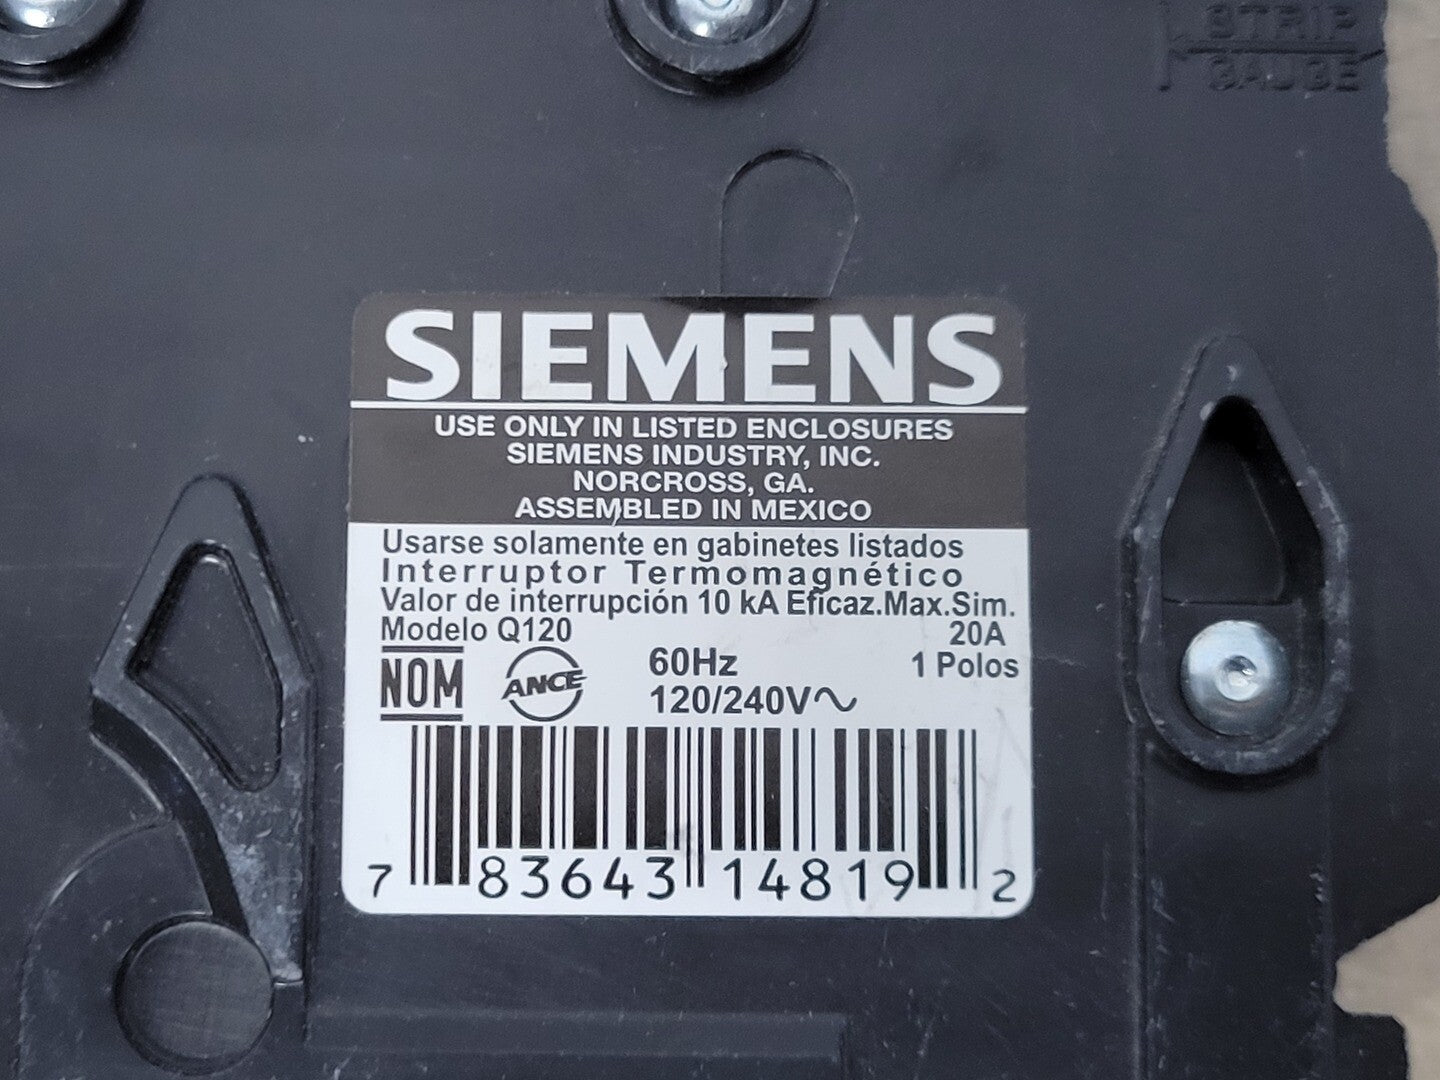 STRIP
GAUGE
SIEMENS
USE ONLY IN LISTED ENCLOSURES
SIEMENS INDUSTRY, INC.
NORCROSS, GA.
ASSEMBLED IN MEXICO
Usarse solamente en gabinetes listados
Interruptor Termomagnético
Valor de interrupción 10 kA Eficaz.Max.Sim.
Modelo Q120 20A
NOM ANCE 60Hz 1 Polos
120/240V~
7 83643 14819 2